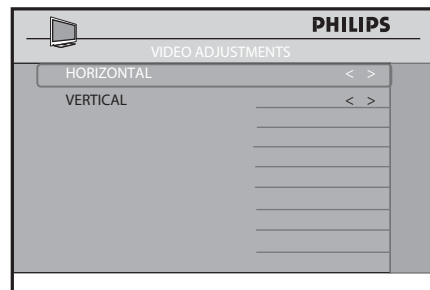 PHILIPS
VIDEO ADJUSTMENTS
HORIZONTAL < >
VERTICAL < >